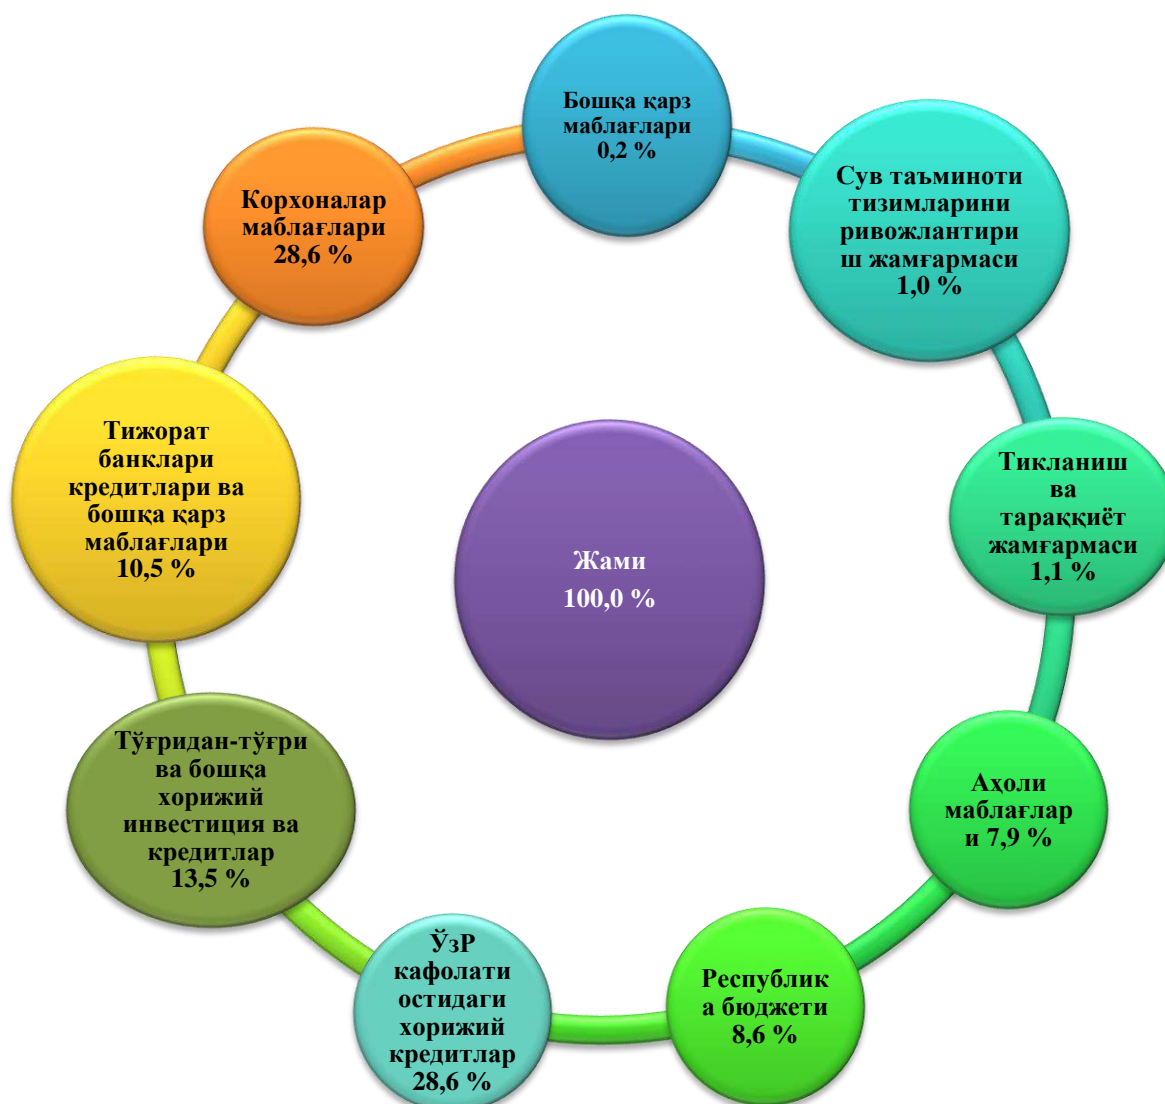 Бошқа қарз
маблағлари
0,2 %
Сув таъминоти
тизимларини
ривожлантири
ш жамғармаси
1,0 %
Тикланиш
ва
тараққиёт
жамғармаси
1,1 %
Аҳоли
маблағлар
и 7,9 %
Республик
а бюджети
8,6 %
ЎзР
кафолати
остидаги
хорижий
кредитлар
28,6 %
Тўғридан-тўғри
ва бошқа
хорижий
инвестиция ва
кредитлар
13,5 %
Тижорат
банклари
кредитлари ва
бошқа қарз
маблағлари
10,5 %
Корхоналар
маблағлари
28,6 %
Жами
100,0 %